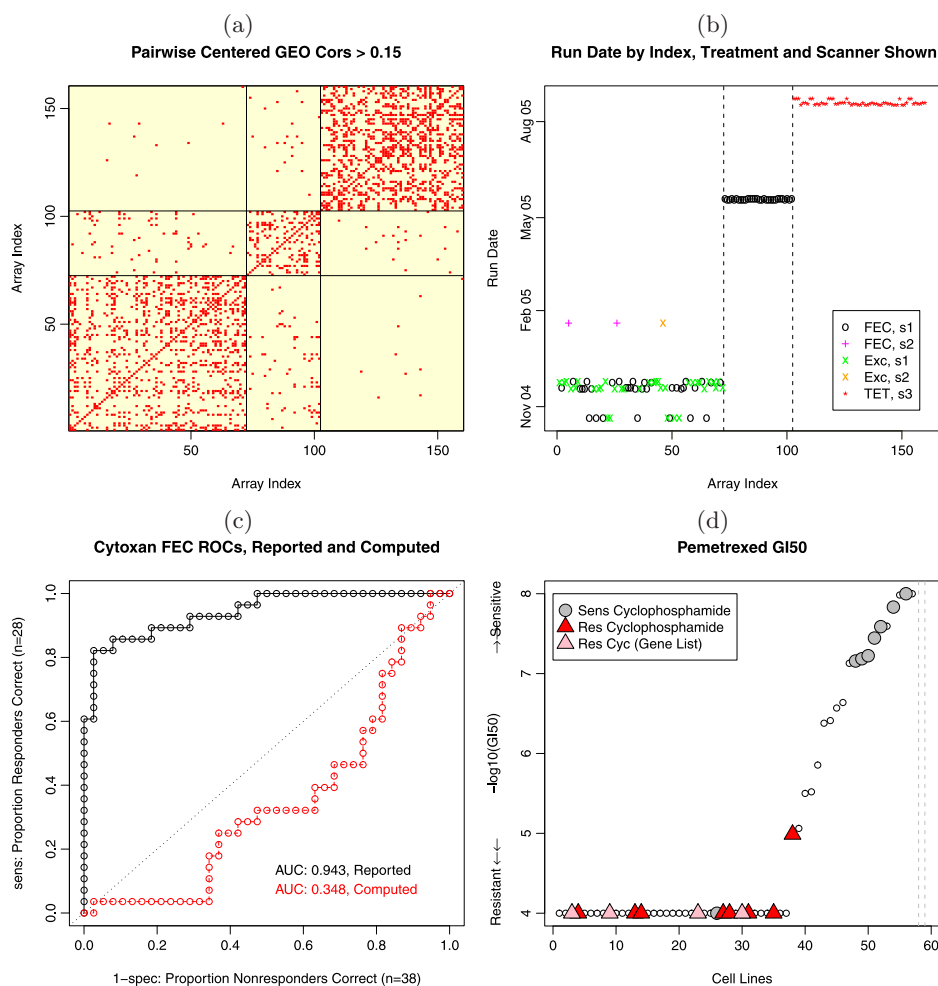 (a)
Pairwise Centered GEO Cors > 0.15
150
100
50
Array Index
50
100
150
Array Index
(b)
Run Date by Index, Treatment and Scanner Shown
Aug 05
May 05
Feb 05
Nov 04
Run Date
FEC, s1
FEC, s2
Exc, s1
Exc, s2
TET, s3
0
50
100
150
Array Index
(c)
Cytoxan FEC ROCs, Reported and Computed
1.0
0.8
0.6
0.4
0.2
0.0
sens: Proportion Responders Correct (n=28)
AUC: 0.943, Reported
AUC: 0.348, Computed
0.0
0.2
0.4
0.6
0.8
1.0
1−spec: Proportion Nonresponders Correct (n=38)
(d)
Pemetrexed GI50
Sens Cyclophosphamide
Res Cyclophosphamide
Res Cyc (Gene List)
8
7
6
5
4
Resistant ←← −log10(GI50) →Sensitive
0
10
20
30
40
50
60
Cell Lines